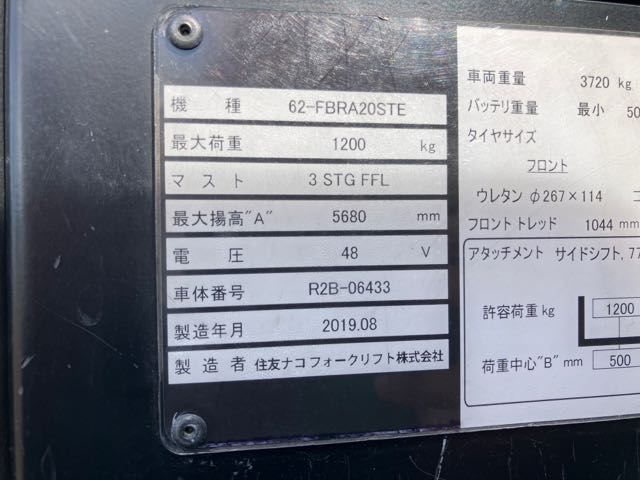 機種 62-FBRA20STE
最大荷重 1200 kg
マスト 3 STG FFL
最大揚高"A" 5680 mm
電圧 48 V
車体番号 R2B-06433
製造年月 2019.08
製造者 住友ナコフォークリフト株式会社
車両重量 3720 kg
バッテリ重量 最小 50
タイヤサイズ
フロント
ウレタン φ267×114
フロント トレッド 1044 mm
アタッチメント サイドシフト, 77
許容荷重 kg 1200
荷重中心"B" mm 500